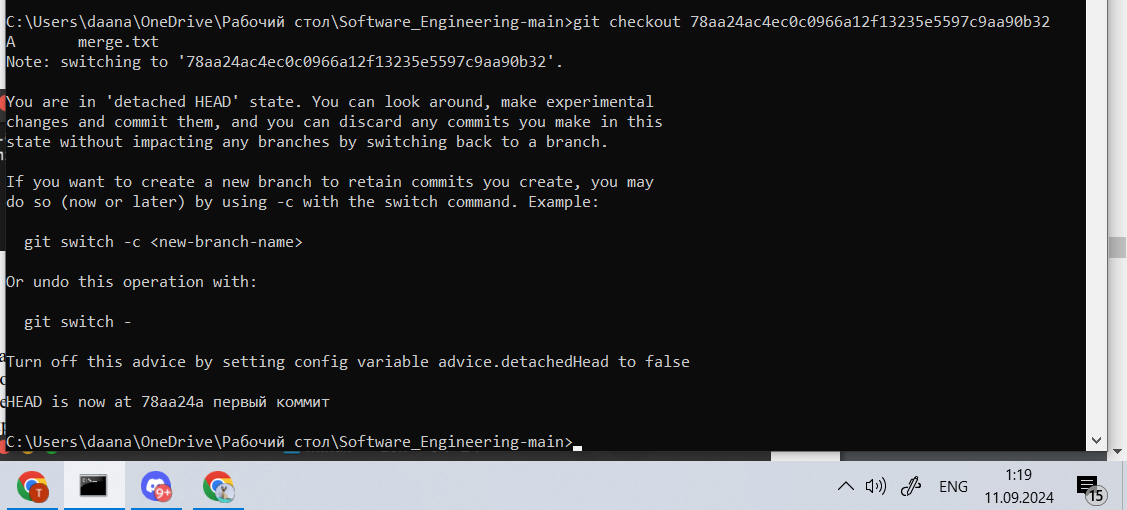 C:\Users\daana\OneDrive\Рабочий стол\Software_Engineering-main>git checkout 78aa24ac4ec0c0966a12f13235e5597c9aa90b32
A       merge.txt
Note: switching to '78aa24ac4ec0c0966a12f13235e5597c9aa90b32'.
You are in 'detached HEAD' state. You can look around, make experimental
changes and commit them, and you can discard any commits you make in this
state without impacting any branches by switching back to a branch.
If you want to create a new branch to retain commits you create, you may
do so (now or later) by using -c with the switch command. Example:
git switch -c <new-branch-name>
Or undo this operation with:
git switch -
Turn off this advice by setting config variable advice.detachedHead to false
HEAD is now at 78aa24a первый коммит
C:\Users\daana\OneDrive\Рабочий стол\Software_Engineering-main>
T
9+
ENG
1:19
11.09.2024
15